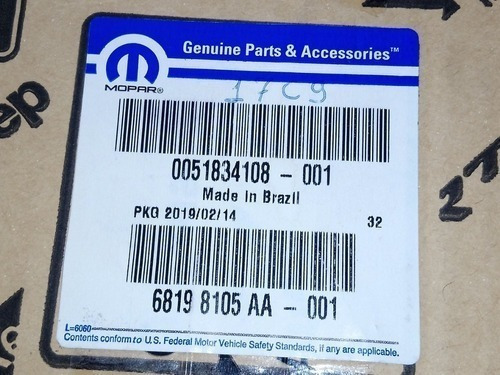 Genuine Parts & Accessories™
MOPAR®
17C9
0051834108 - 001
Made in Brazil
PKG 2019/02/14 32
6819 8105 AA - 001
L=6060
Contents conform to U.S. Federal Motor Vehicle Safety Standards, if any are applicable.